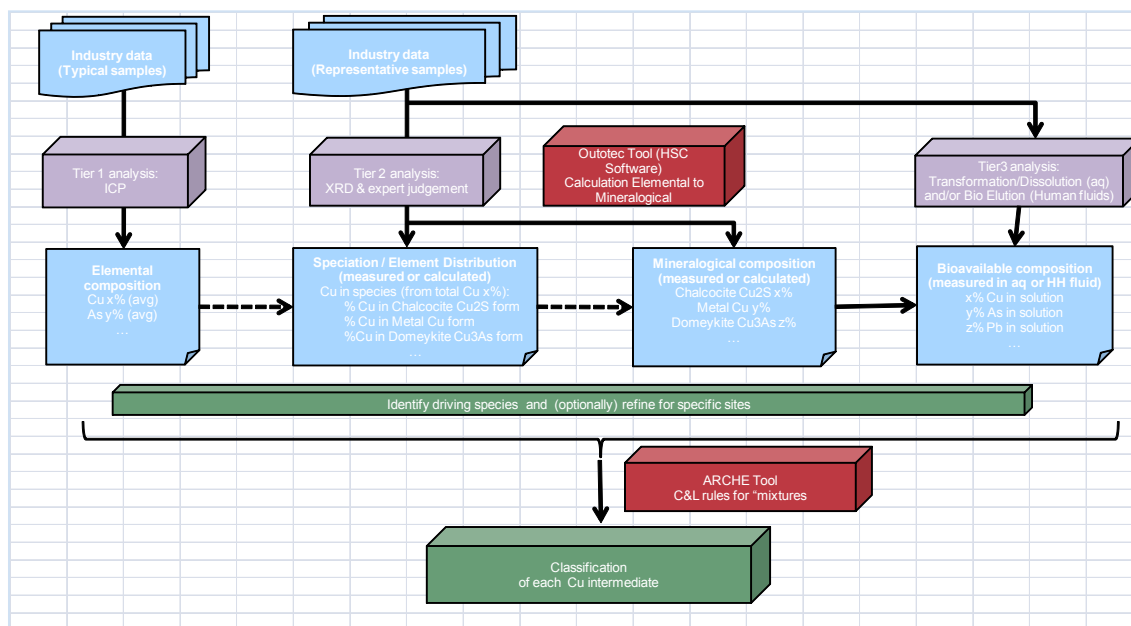 Industry data
(Typical samples)
Industry data
(Representative samples)
Tier 1 analysis:
ICP
Tier 2 analysis:
XRD & expert judgement
Outotec Tool (HSC
Software)
Calculation Elemental to
Mineralogical
Tier3 analysis:
Transformation/Dissolution (aq)
and/or Bio Elution (Human fluids)
Elemental
composition
Cu x% (avg)
As y% (avg)
…
Speciation / Element Distribution
(measured or calculated)
Cu in species (from total Cu x%):
% Cu in Chalcocite Cu2S form
% Cu in Metal Cu form
%Cu in Domeykite Cu3As form
…
Mineralogical composition
(measured or calculated)
Chalcocite Cu2S x%
Metal Cu y%
Domeykite Cu3As z%
…
Bioavailable composition
(measured in aq or HH fluid)
x% Cu in solution
y% As in solution
z% Pb in solution
…
Identify driving species and (optionally) refine for specific sites
ARCHE Tool
C&L rules for “mixtures
Classification
of each Cu intermediate